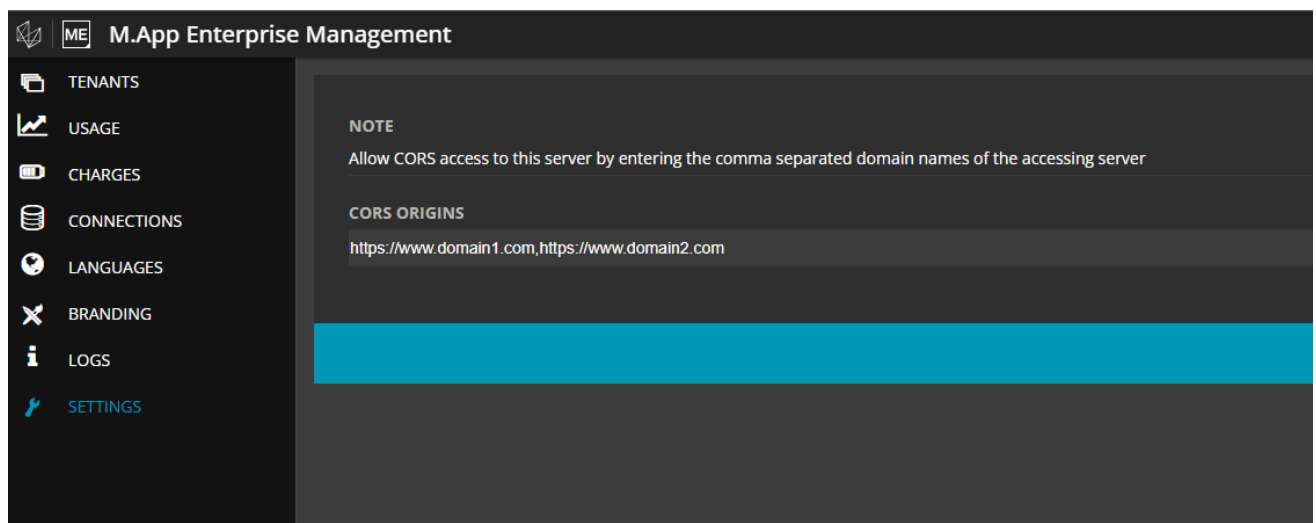 ME M.App Enterprise Management
TENANTS
USAGE
CHARGES
CONNECTIONS
LANGUAGES
BRANDING
LOGS
SETTINGS
NOTE
Allow CORS access to this server by entering the comma separated domain names of the accessing server
CORS ORIGINS
https://www.domain1.com,https://www.domain2.com